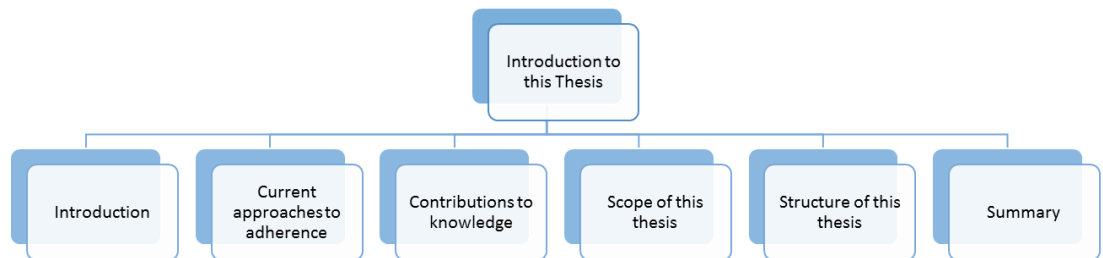 Introduction to
this Thesis
Introduction
Current
approaches to
adherence
Contributions to
knowledge
Scope of this
thesis
Structure of this
thesis
Summary